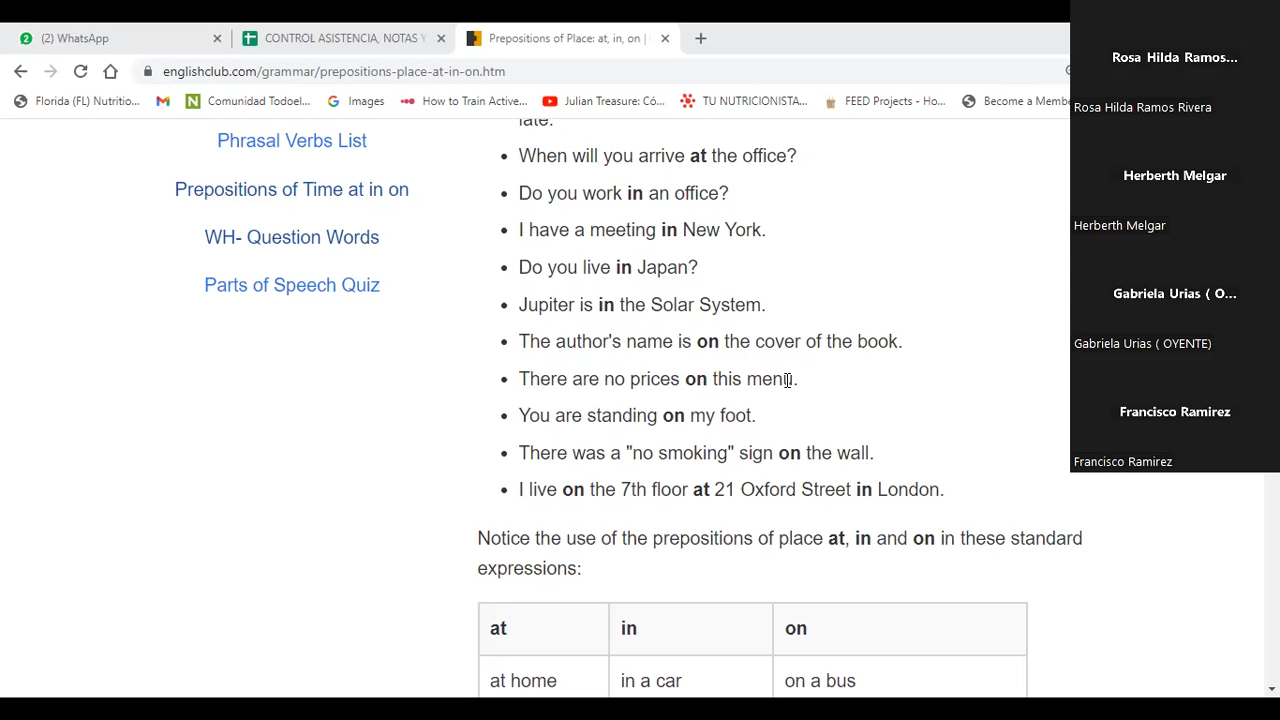 (2) WhatsApp
CONTROL ASISTENCIA, NOTAS Y
Prepositions of Place: at, in, on |
englishclub.com/grammar/prepositions-place-at-in-on.htm
Florida (FL) Nutritio...
Comunidad Todoel...
Images
How to Train Active...
Julian Treasure: Có...
TU NUTRICIONISTA...
FEED Projects - Ho...
Become a Memb
Phrasal Verbs List
Prepositions of Time at in on
WH- Question Words
Parts of Speech Quiz
late.
• When will you arrive at the office?
• Do you work in an office?
• I have a meeting in New York.
• Do you live in Japan?
• Jupiter is in the Solar System.
• The author's name is on the cover of the book.
• There are no prices on this menu.
• You are standing on my foot.
• There was a "no smoking" sign on the wall.
• I live on the 7th floor at 21 Oxford Street in London.
Notice the use of the prepositions of place at, in and on in these standard
expressions:
at in on
at home in a car on a bus
Rosa Hilda Ramos...
Rosa Hilda Ramos Rivera
Herberth Melgar
Herberth Melgar
Gabriela Urias ( O...
Gabriela Urias ( OYENTE)
Francisco Ramirez
Francisco Ramirez